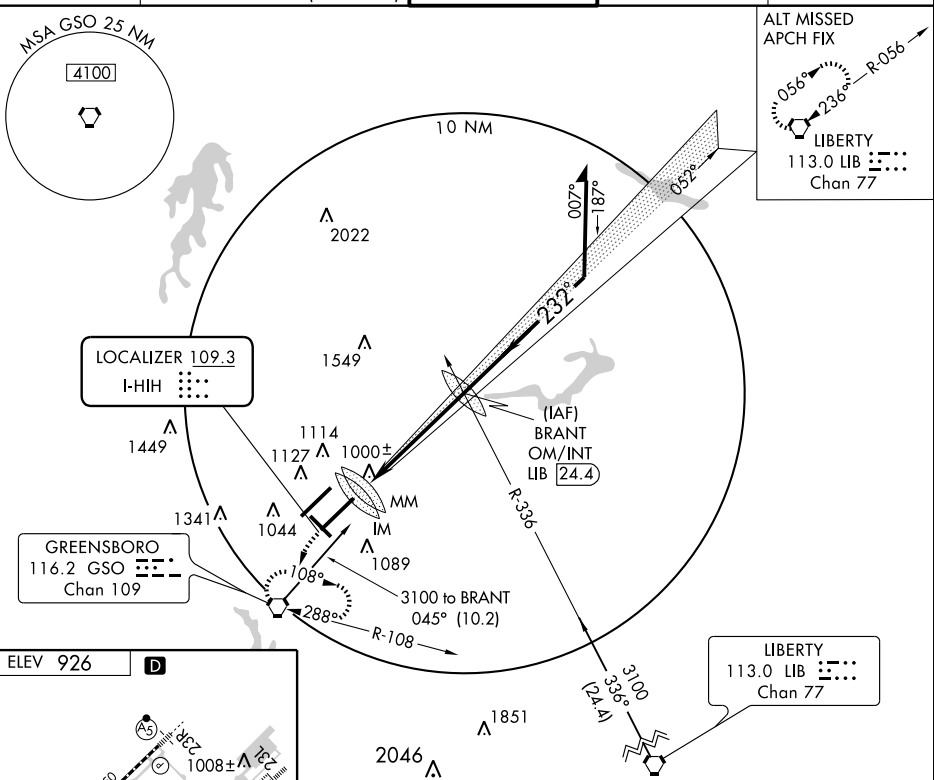 MSA GSO 25 NM
4100
10 NM
ALT MISSED
APCH FIX
R-056
056°
236°
LIBERTY
113.0 LIB
Chan 77
2022
007°
187°
052°
232°
LOCALIZER 109.3
I-HIH
1549
(IAF)
BRANT
OM/INT
LIB 24.4
1449
1114
1127
1000±
MM
IM
R-336
1341
1044
1089
GREENSBORO
116.2 GSO
Chan 109
108°
288°
R-108
3100 to BRANT
045° (10.2)
3100
336°
(24.4)
LIBERTY
113.0 LIB
Chan 77
ELEV 926
D
1851
2046
A5
23R
P
1008±
23L